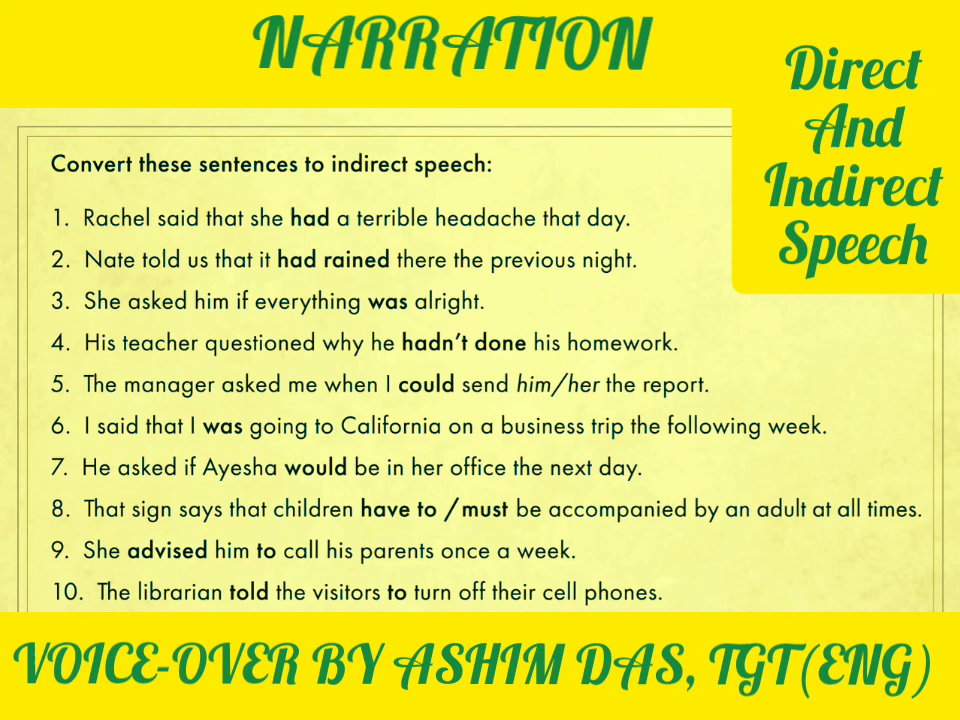 NARRATION
Direct
And
Indirect
Speech
Convert these sentences to indirect speech:
1. Rachel said that she had a terrible headache that day.
2. Nate told us that it had rained there the previous night.
3. She asked him if everything was alright.
4. His teacher questioned why he hadn't done his homework.
5. The manager asked me when I could send him/her the report.
6. I said that I was going to California on a business trip the following week.
7. He asked if Ayesha would be in her office the next day.
8. That sign says that children have to / must be accompanied by an adult at all times.
9. She advised him to call his parents once a week.
10. The librarian told the visitors to turn off their cell phones.
VOICE-OVER BY ASHIM DAS, TGT(ENG)